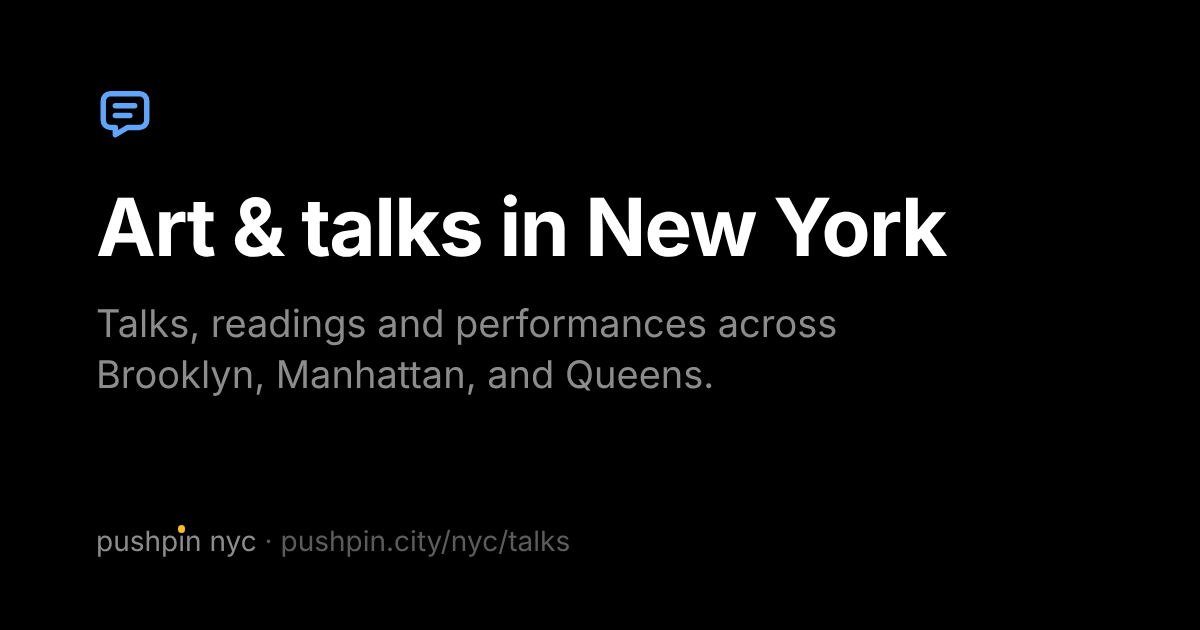 Art & talks in New York
Talks, readings and performances across
Brooklyn, Manhattan, and Queens.
pushpin nyc · pushpin.city/nyc/talks